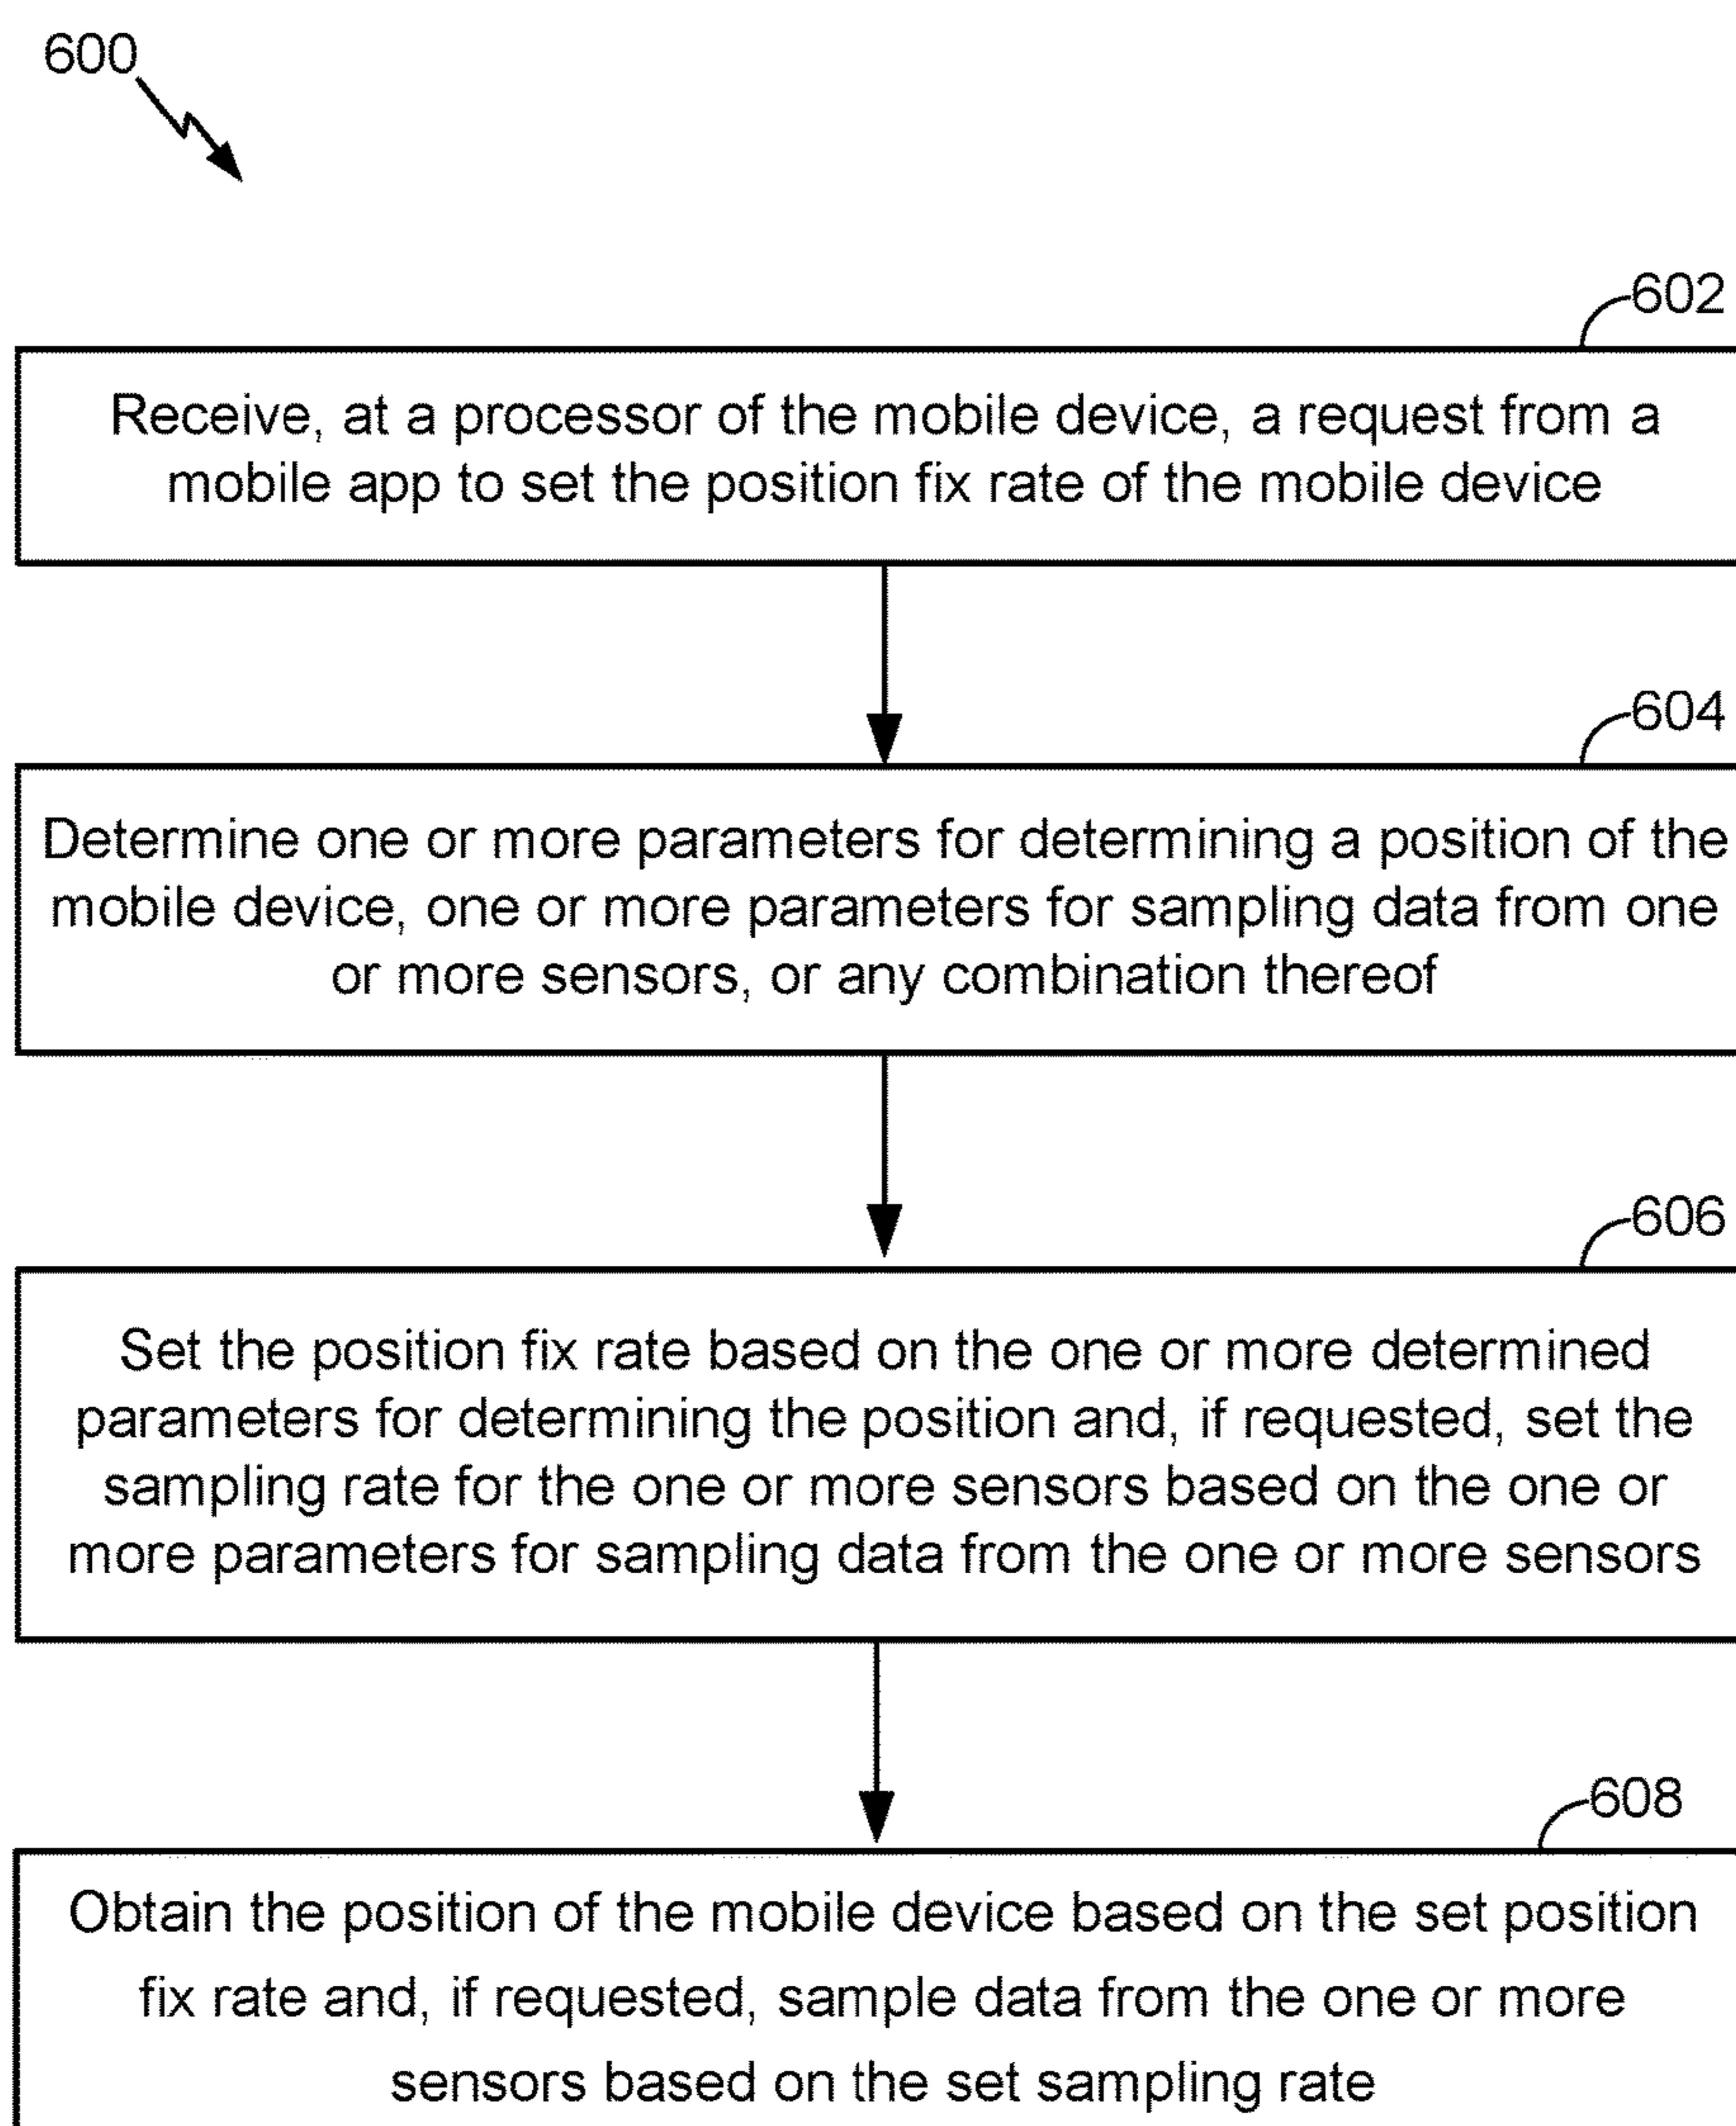 600
602
Receive, at a processor of the mobile device, a request from a
mobile app to set the position fix rate of the mobile device
604
Determine one or more parameters for determining a position of the
mobile device, one or more parameters for sampling data from one
or more sensors, or any combination thereof
606
Set the position fix rate based on the one or more determined
parameters for determining the position and, if requested, set the
sampling rate for the one or more sensors based on the one or
more parameters for sampling data from the one or more sensors
608
Obtain the position of the mobile device based on the set position
fix rate and, if requested, sample data from the one or more
sensors based on the set sampling rate